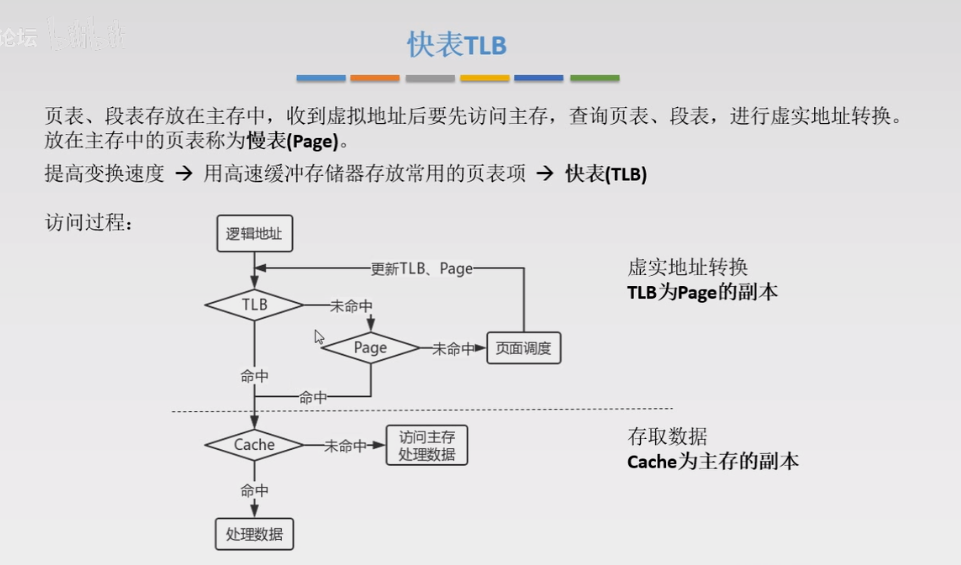 论坛
快表TLB
页表、段表存放在主存中，收到虚拟地址后要先访问主存，查询页表、段表，进行虚实地址转换。
放在主存中的页表称为慢表(Page)。
提高变换速度 → 用高速缓冲存储器存放常用的页表项 → 快表(TLB)
访问过程：
逻辑地址
更新TLB、Page
虚实地址转换
TLB为Page的副本
TLB
未命中
Page
未命中
页面调度
命中
命中
Cache
未命中
访问主存
处理数据
存取数据
Cache为主存的副本
命中
处理数据